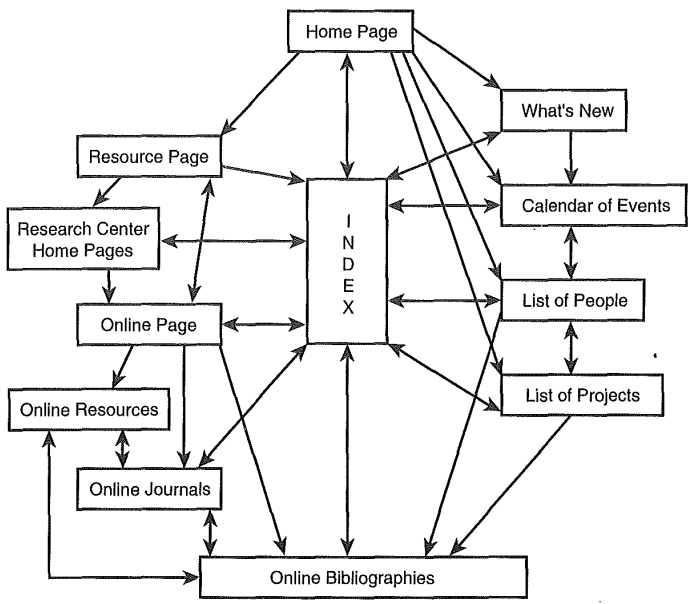 Home Page
What's New
Resource Page
Calendar of Events
Research Center
Home Pages
INDEX
List of People
Online Page
List of Projects
Online Resources
Online Journals
Online Bibliographies